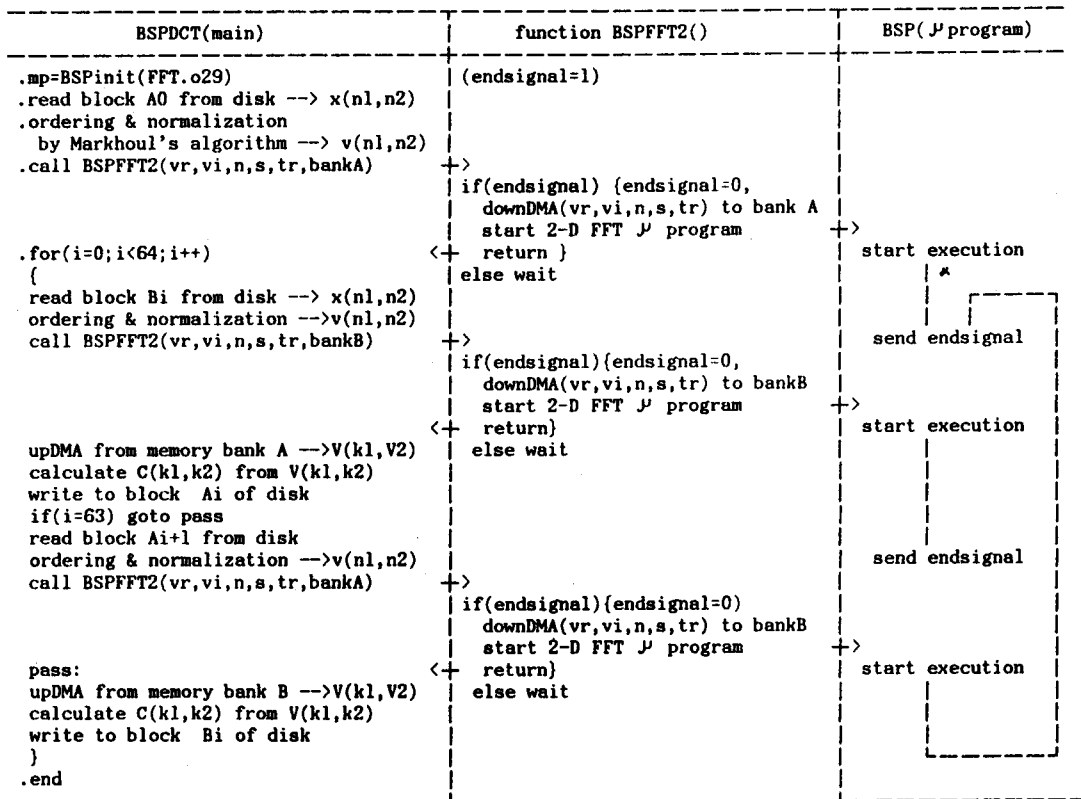 BSPDCT(main) function BSPFFT2() BSP(μ program)
.mp=BSPinit(FFT.o29) (endsignal=1)
.read block A0 from disk --> x(n1,n2)
.ordering & normalization
by Markhoul's algorithm --> v(n1,n2)
.call BSPFFT2(vr,vi,n,s,tr,bankA) +>
if(endsignal) {endsignal=0,
downDMA(vr,vi,n,s,tr) to bank A
start 2-D FFT μ program +>
.for(i=0;i<64;i++) <+ return } start execution
{ else wait
read block Bi from disk --> x(n1,n2)
ordering & normalization -->v(n1,n2)
call BSPFFT2(vr,vi,n,s,tr,bankB) +> send endsignal
if(endsignal){endsignal=0,
downDMA(vr,vi,n,s,tr) to bankB
start 2-D FFT μ program +>
<+ return} start execution
upDMA from memory bank A -->V(k1,V2) else wait
calculate C(k1,k2) from V(k1,k2)
write to block Ai of disk
if(i=63) goto pass
read block Ai+1 from disk
ordering & normalization -->v(n1,n2) send endsignal
call BSPFFT2(vr,vi,n,s,tr,bankA) +>
if(endsignal){endsignal=0)
downDMA(vr,vi,n,s,tr) to bankB
start 2-D FFT μ program +>
pass: <+ return} start execution
upDMA from memory bank B -->V(k1,V2) else wait
calculate C(k1,k2) from V(k1,k2)
write to block Bi of disk
}
.end